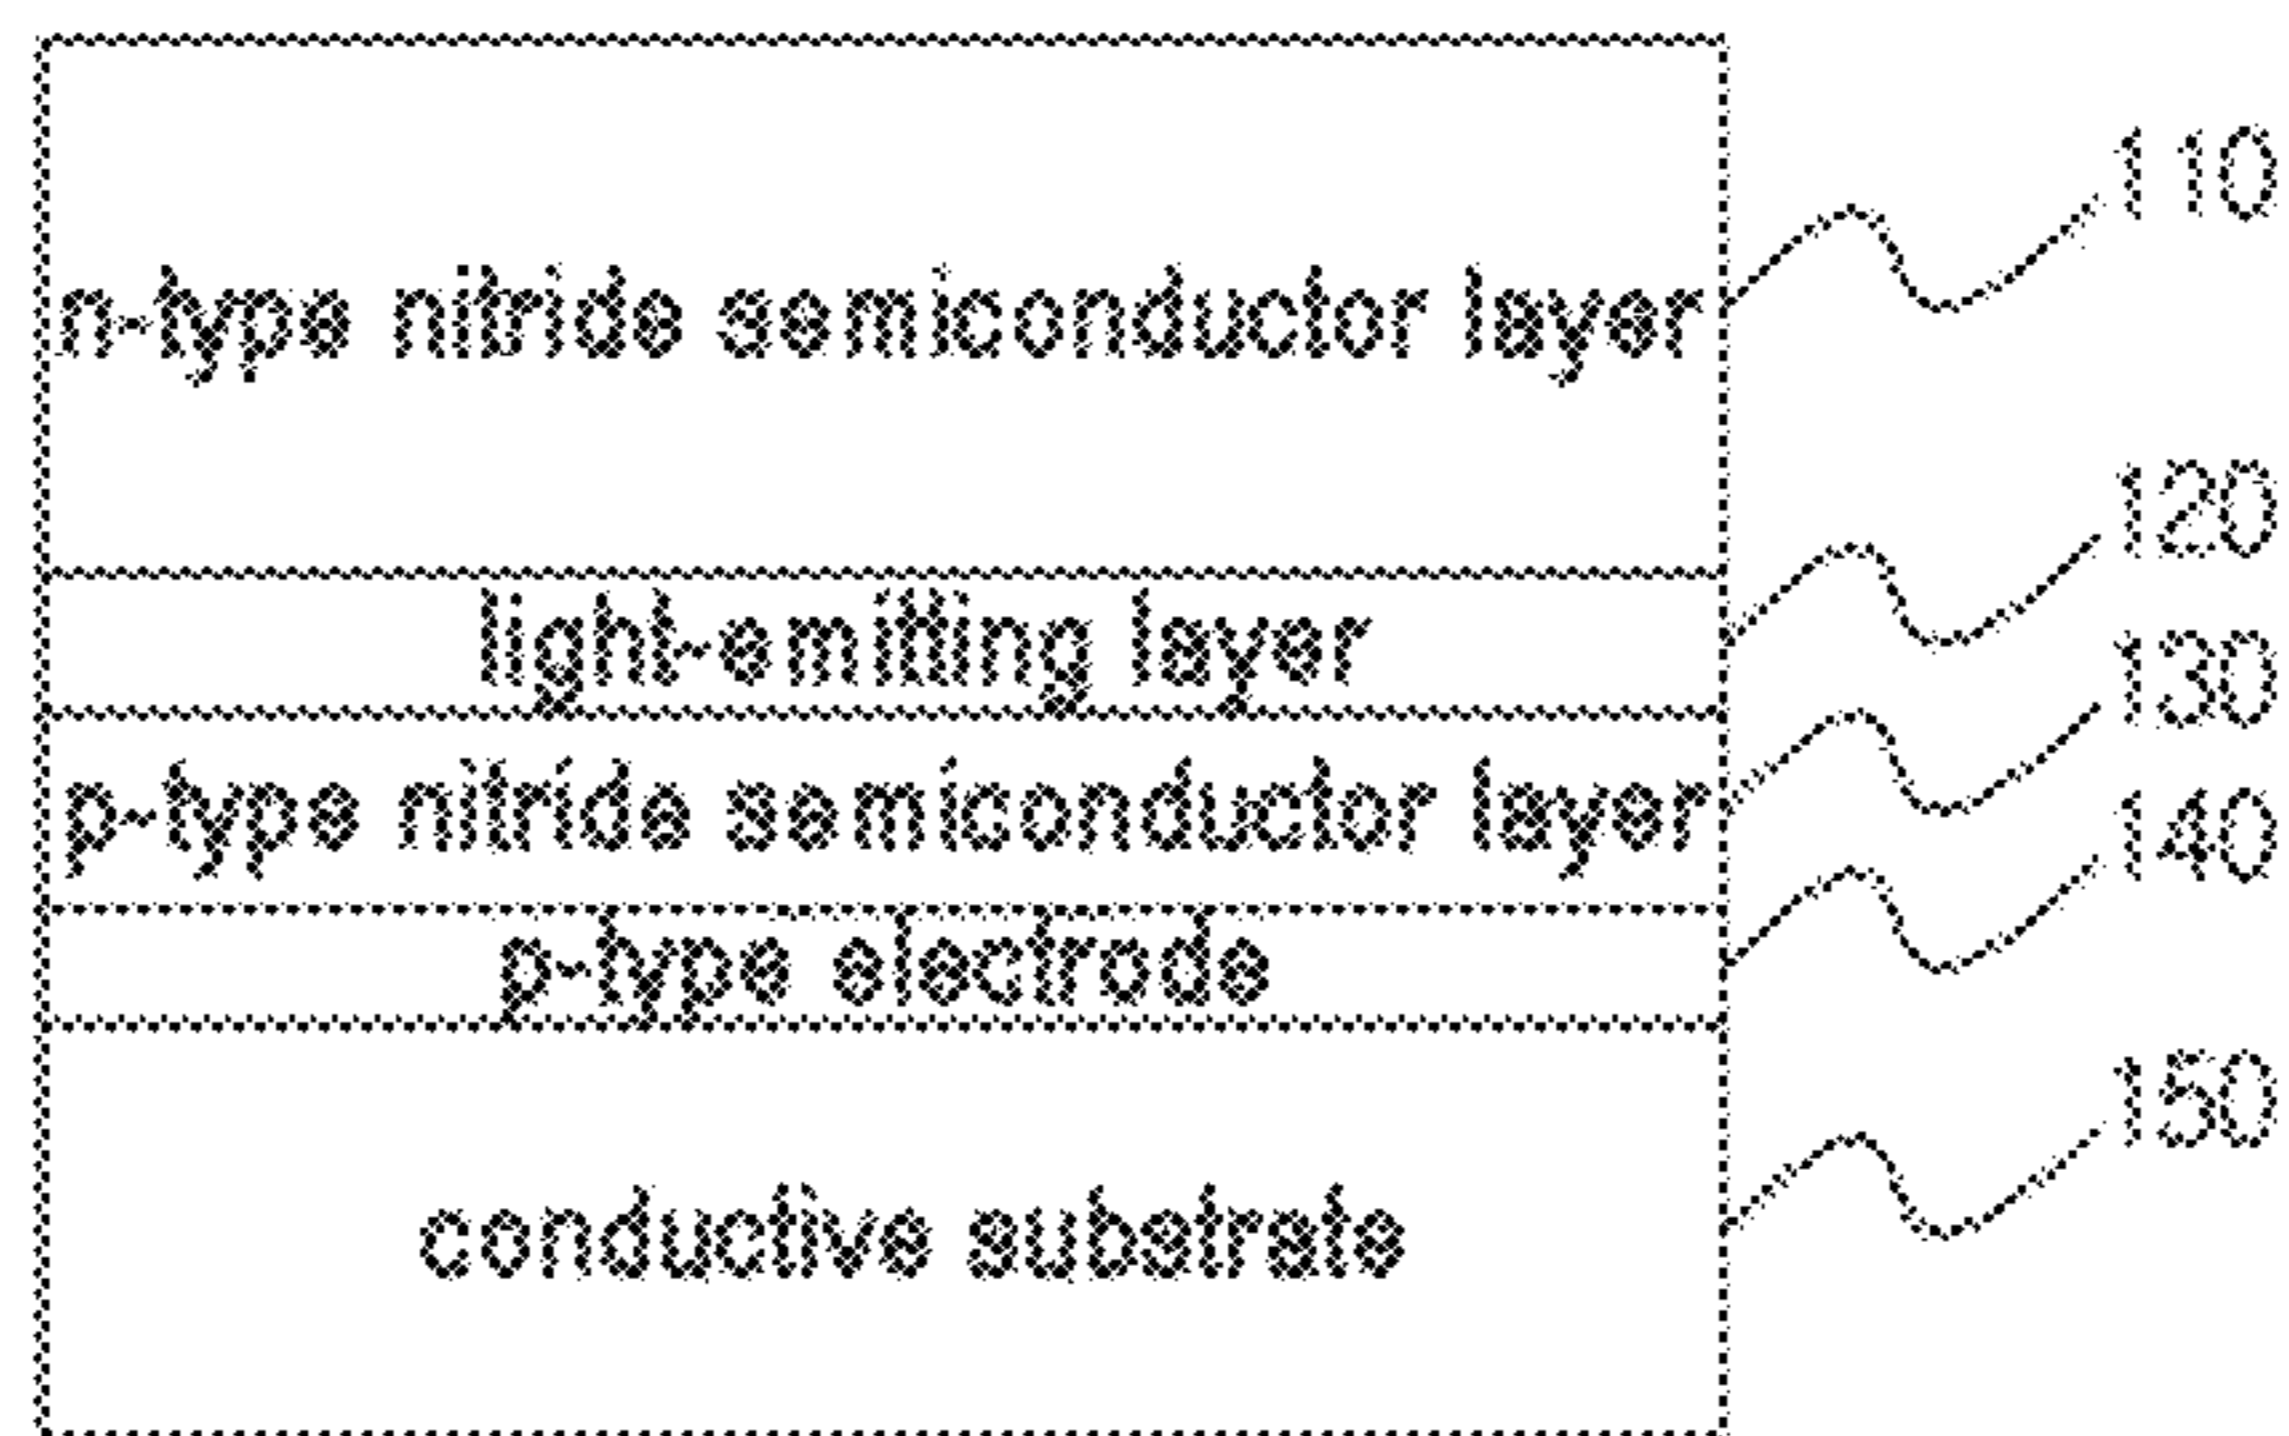 110
n-type nitride semiconductor layer
120
light-emitting layer
130
p-type nitride semiconductor layer
140
p-type electrode
150
conductive substrate